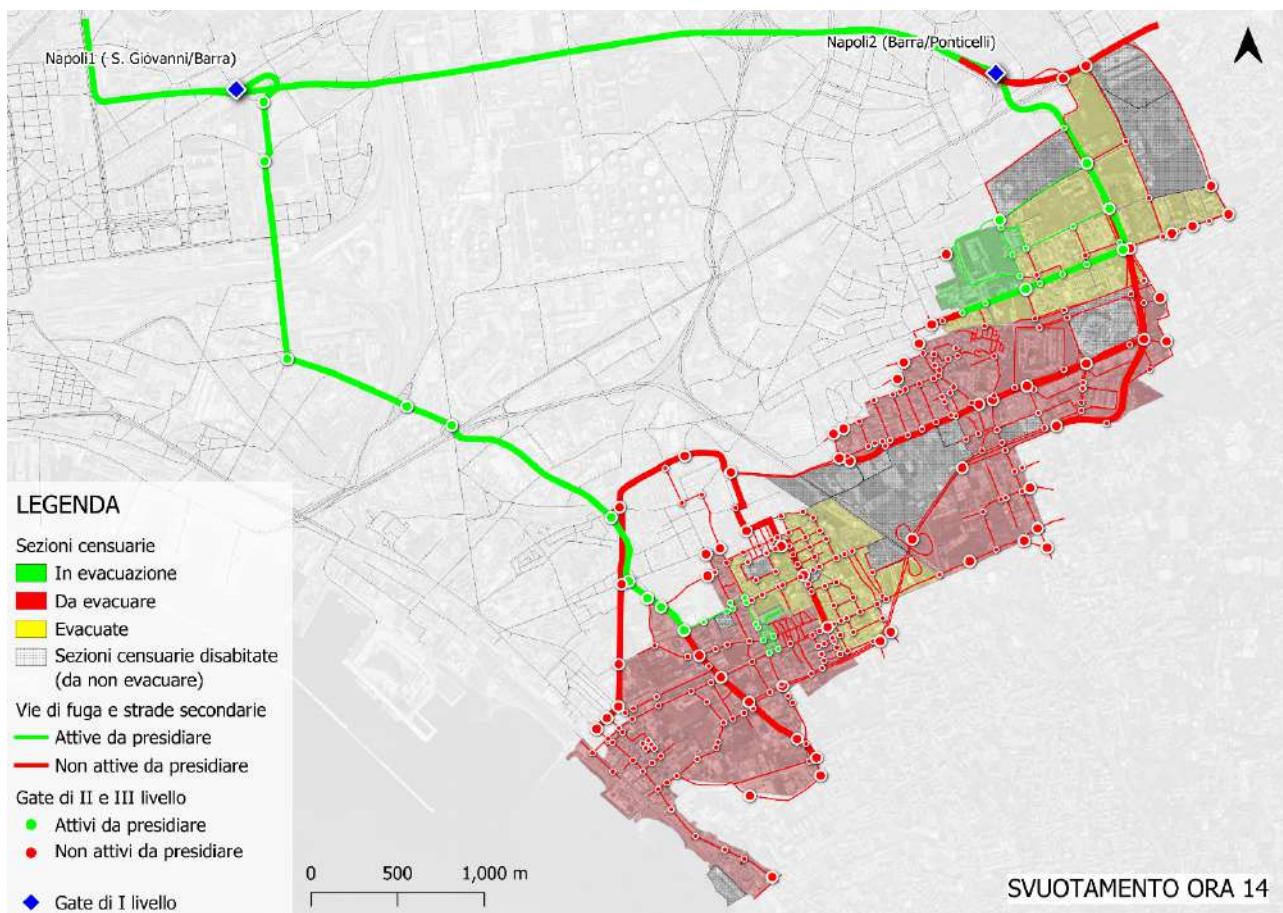 Napoli1 ( S. Giovanni/Barra)
Napoli2 (Barra/Ponticelli)
LEGENDA
Sezioni censuarie
In evacuazione
Da evacuare
Evacuate
Sezioni censuarie disabitate
(da non evacuare)
Vie di fuga e strade secondarie
Attive da presidiare
Non attive da presidiare
Gate di II e III livello
Attivi da presidiare
Non attivi da presidiare
Gate di I livello
0 500 1,000 m
SVUOTAMENTO ORA 14